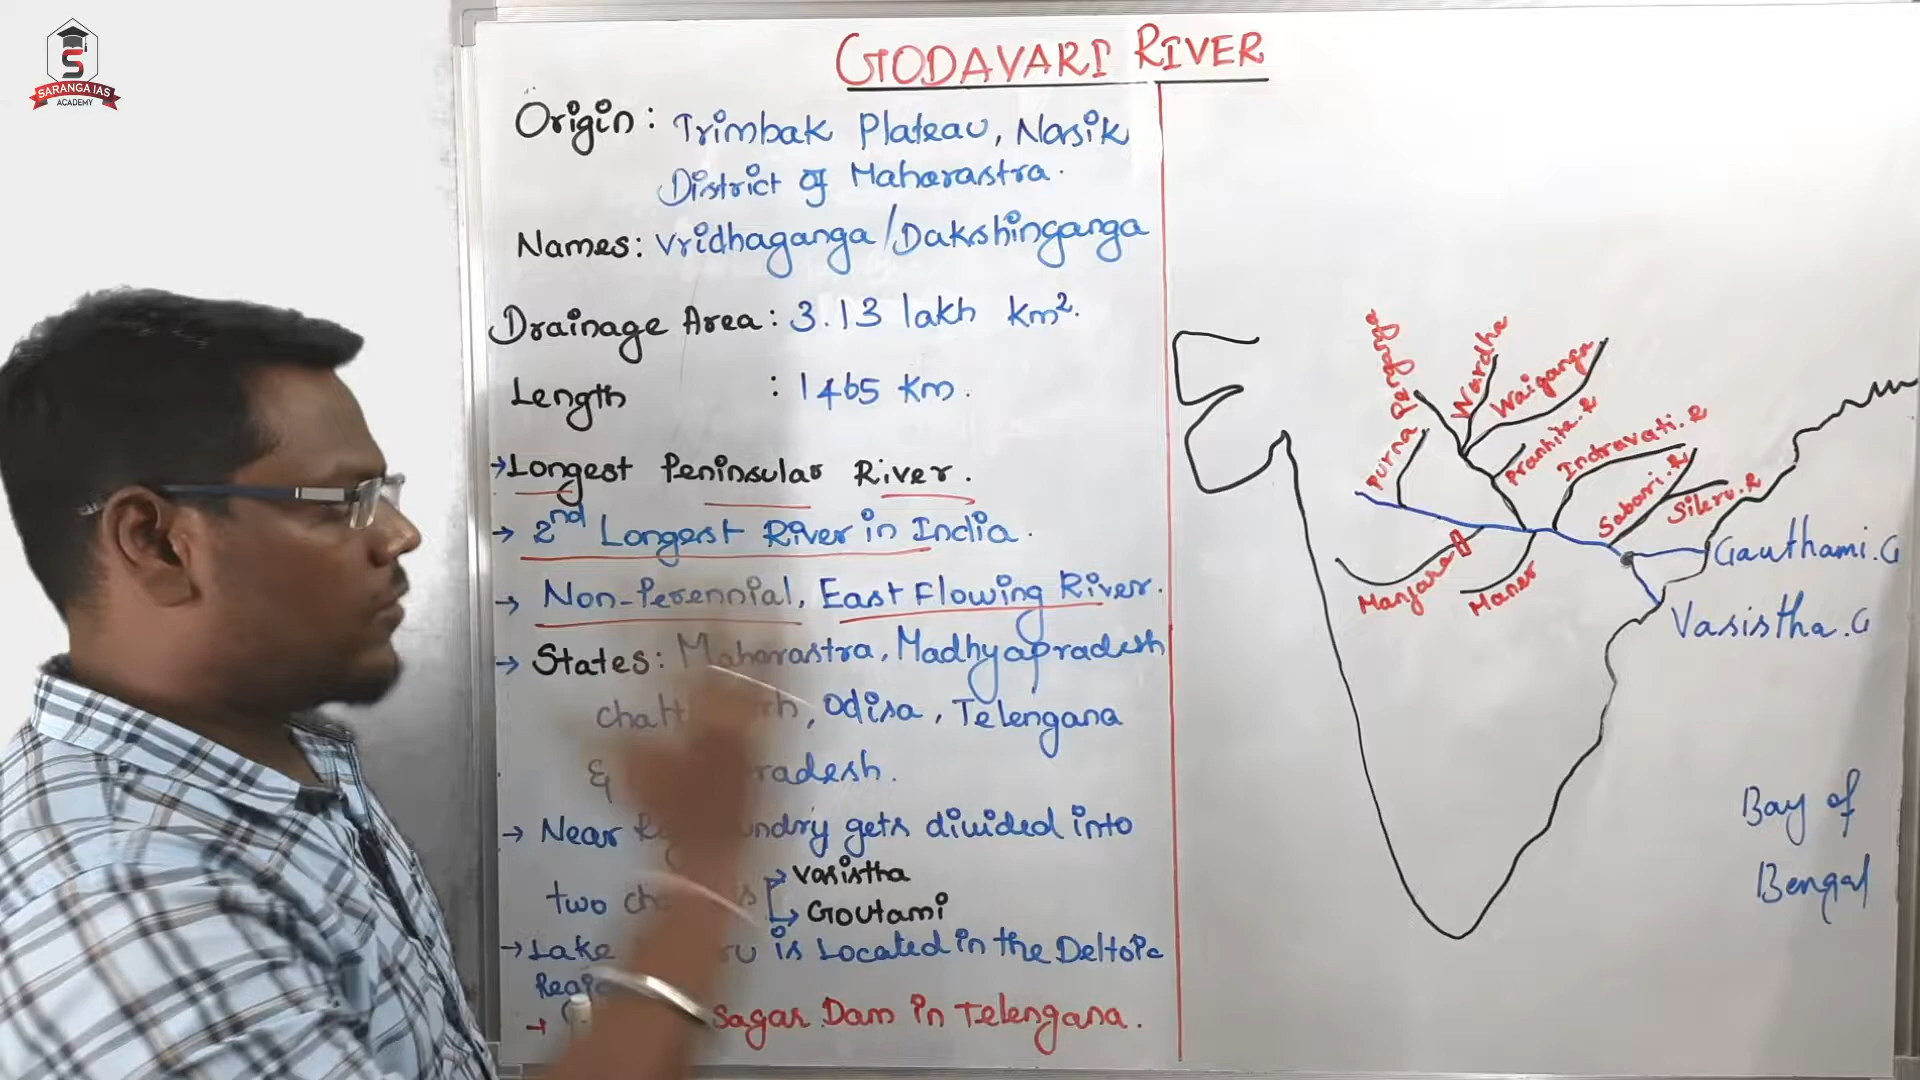 S
SARANGA IAS
ACADEMY
GODAVARI RIVER
Origin: Trimbak Plateau, Nasik
District of Maharastra.
Names: Vridhaganga/Dakshinganga
Drainage Area: 3.13 lakh km².
Length : 1465 km.
→Longest Peninsular River.
→ 2nd Longest River in India.
→ Non-Perennial, East Flowing River.
→ States: Maharastra, Madhyapradesh
, Odisa, Telengana
&
→ Near gets divided into
two
→ Vasistha
→ Goutami
→Lake is Located in the Deltaic
→ Sagar Dam in Telengana.
Purna
Penganga
Wardha
Waiganga
Pranhita.R
Indravati.R
Sabari.R
Sileru.R
Manjara
Maner
Gauthami.G
Vasistha.G
Bay of
Bengal